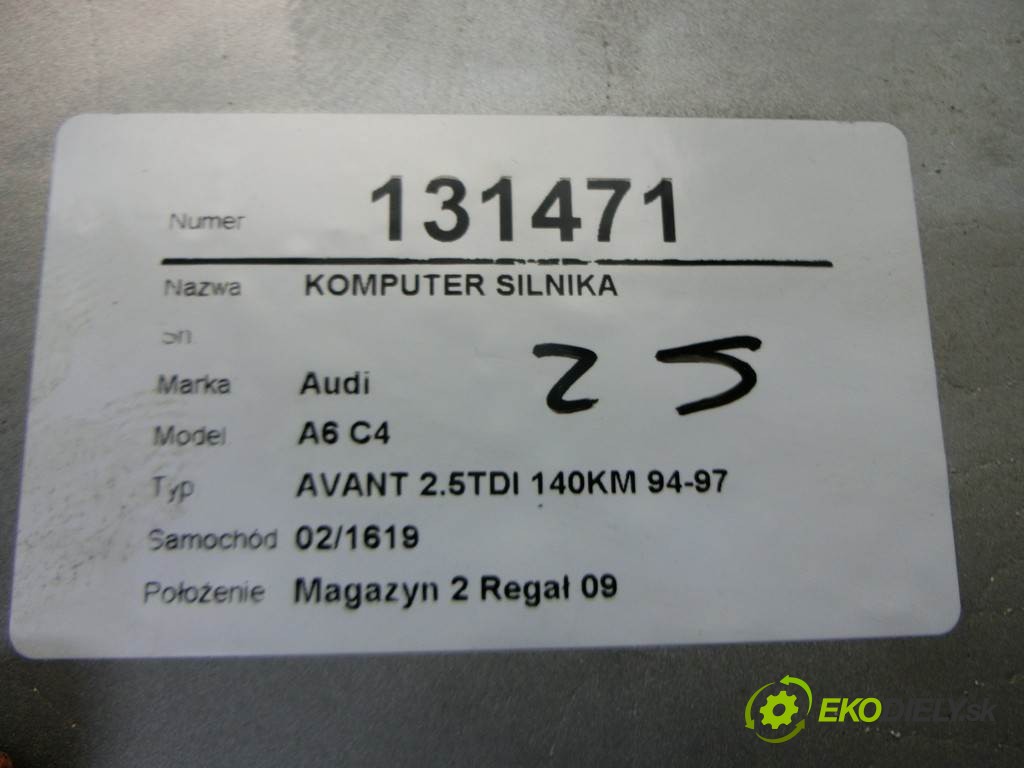 Numer 131471
Nazwa KOMPUTER SILNIKA
Sn
25
Marka Audi
Model A6 C4
Typ AVANT 2.5TDI 140KM 94-97
Samochód 02/1619
Położenie Magazyn 2 Regał 09
EKODIELY.sk